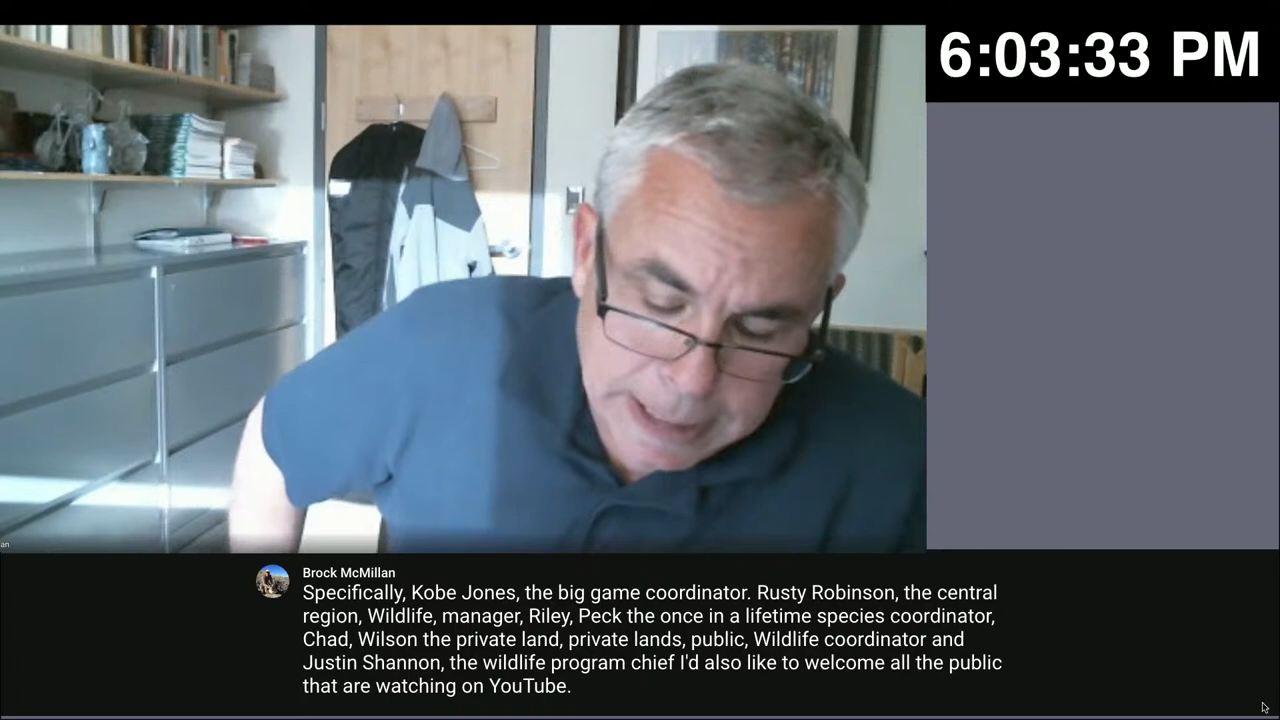 6:03:33 PM
an
Brock McMillan
Specifically, Kobe Jones, the big game coordinator. Rusty Robinson, the central
region, Wildlife, manager, Riley, Peck the once in a lifetime species coordinator,
Chad, Wilson the private land, private lands, public, Wildlife coordinator and
Justin Shannon, the wildlife program chief I'd also like to welcome all the public
that are watching on YouTube.